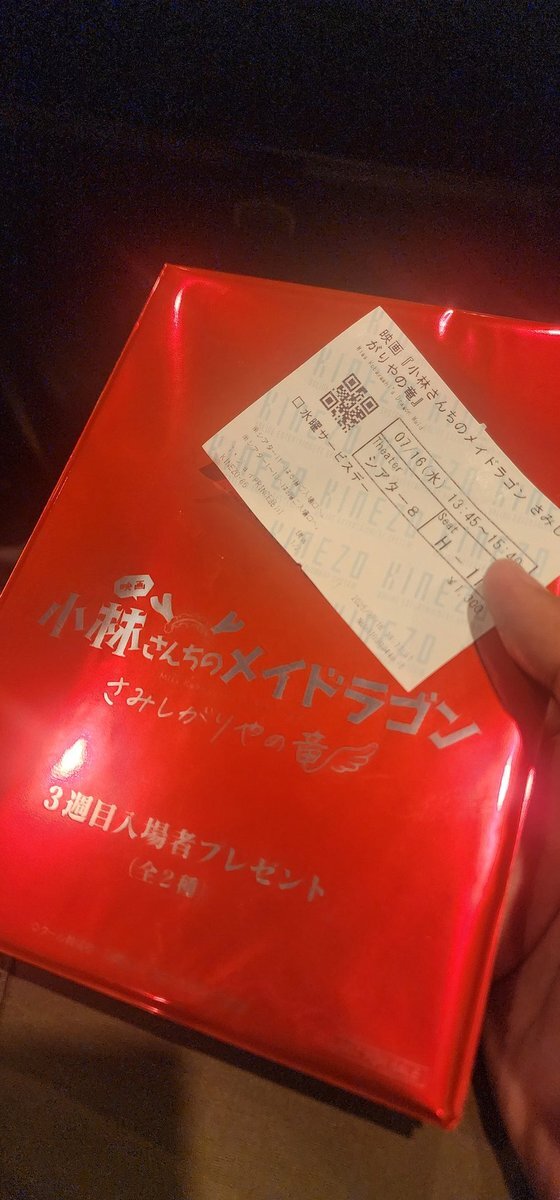 映画『小林さんちのメイドラゴン さみし
がりやの竜』
07/16(水) 13:45~15:40
Theater
シアター8
Seat
H-1
¥1,300
□水曜サービスデー
KINEZO
映画
小林さんちのメイドラゴン
さみしがりやの竜
3週目入場者プレゼント
(全2種)